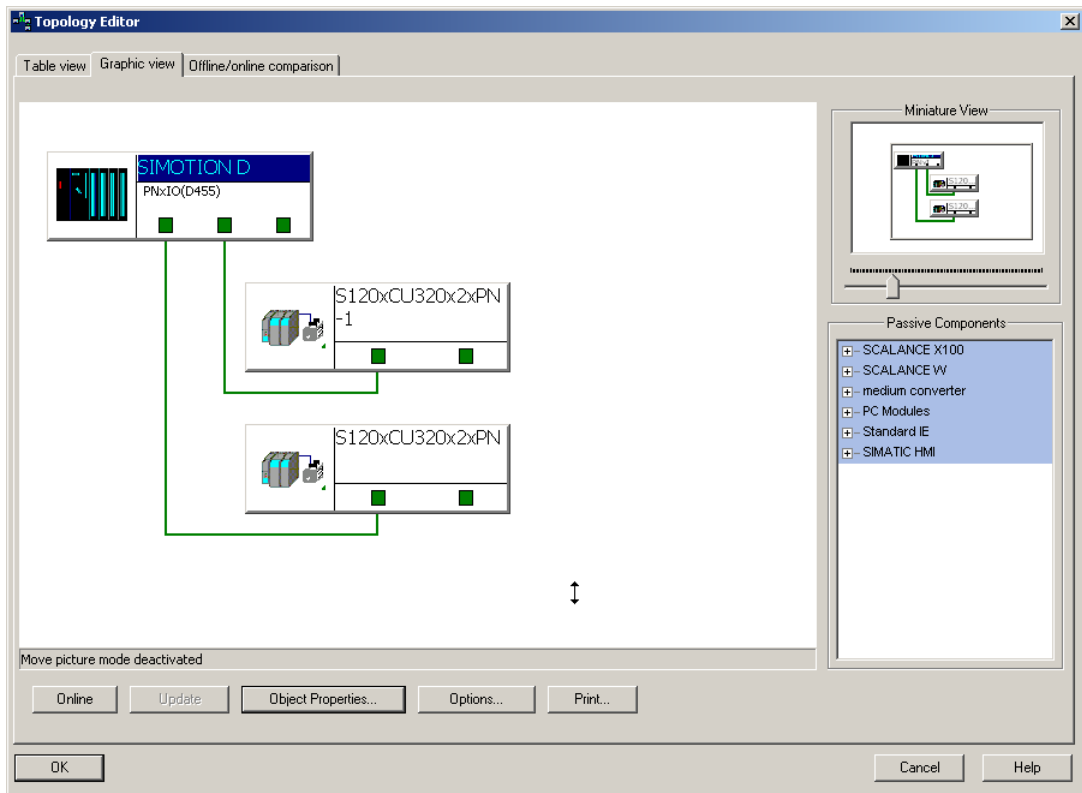 Topology Editor
Table view
Graphic view
Offline/online comparison
SIMOTION D
PNxIO(D455)
S120xCU320x2xPN
-1
S120xCU320x2xPN
Move picture mode deactivated
Miniature View
S120...
S120...
Passive Components
SCALANCE X100
SCALANCE W
medium converter
PC Modules
Standard IE
SIMATIC HMI
Online
Update
Object Properties...
Options...
Print...
OK
Cancel
Help